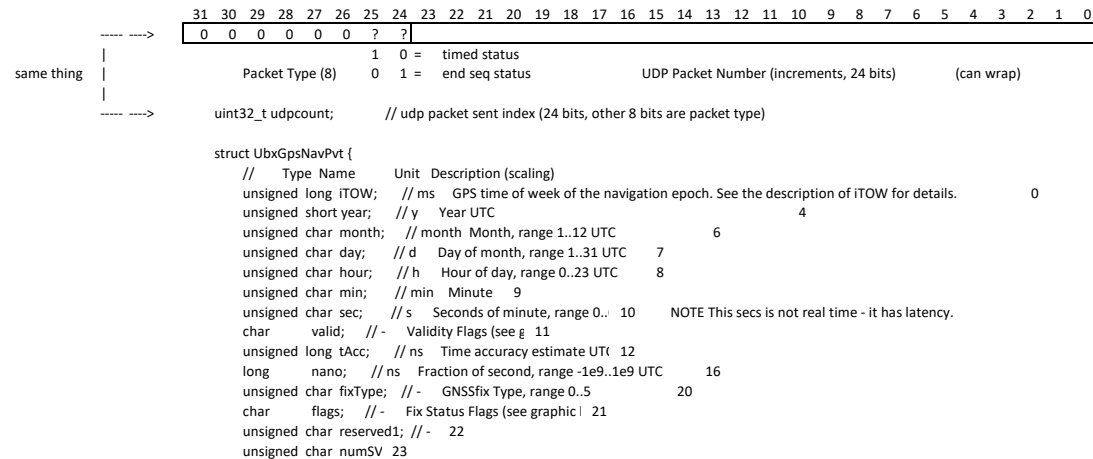 31 30 29 28 27 26 25 24 23 22 21 20 19 18 17 16 15 14 13 12 11 10 9 8 7 6 5 4 3 2 1 0
----- ----> 0 0 0 0 0 0 ? ?
| 1 0 = timed status
same thing | Packet Type (8) 0 1 = end seq status UDP Packet Number (increments, 24 bits) (can wrap)
|
----- ----> uint32_t udpcount; // udp packet sent index (24 bits, other 8 bits are packet type)
struct UbxGpsNavPvt {
// Type Name Unit Description (scaling)
unsigned long iTOW; // ms GPS time of week of the navigation epoch. See the description of iTOW for details. 0
unsigned short year; // y Year UTC 4
unsigned char month; // month Month, range 1..12 UTC 6
unsigned char day; // d Day of month, range 1..31 UTC 7
unsigned char hour; // h Hour of day, range 0..23 UTC 8
unsigned char min; // min Minute 9
unsigned char sec; // s Seconds of minute, range 0.. 10 NOTE This secs is not real time - it has latency.
char valid; // - Validity Flags (see g 11
unsigned long tAcc; // ns Time accuracy estimate UT( 12
long nano; // ns Fraction of second, range -1e9..1e9 UTC 16
unsigned char fixType; // - GNSSfix Type, range 0..5 20
char flags; // - Fix Status Flags (see graphic 21
unsigned char reserved1; // - 22
unsigned char numSV 23